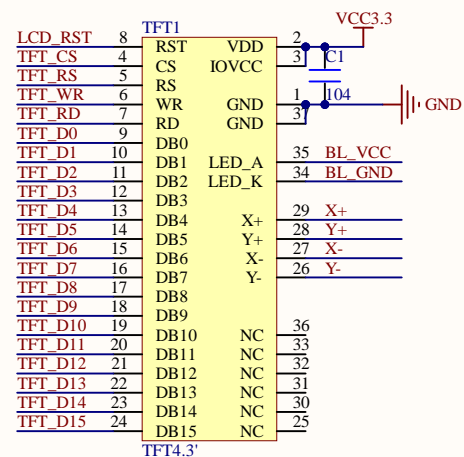 VCC3.3
TFT1
LCD_RST 8 RST VDD 2
TFT_CS 4 CS IOVCC 3 C1
TFT_RS 5 RS
TFT_WR 6 WR GND 1 104 GND
TFT_RD 7 RD GND 37
TFT_D0 9 DB0
TFT_D1 10 DB1 LED_A 35 BL_VCC
TFT_D2 11 DB2 LED_K 34 BL_GND
TFT_D3 12 DB3
TFT_D4 13 DB4 X+ 29 X+
TFT_D5 14 DB5 Y+ 28 Y+
TFT_D6 15 DB6 X- 27 X-
TFT_D7 16 DB7 Y- 26 Y-
TFT_D8 17 DB8
TFT_D9 18 DB9
TFT_D10 19 DB10 NC 36
TFT_D11 20 DB11 NC 33
TFT_D12 21 DB12 NC 32
TFT_D13 22 DB13 NC 31
TFT_D14 23 DB14 NC 30
TFT_D15 24 DB15 NC 25
TFT4.3'